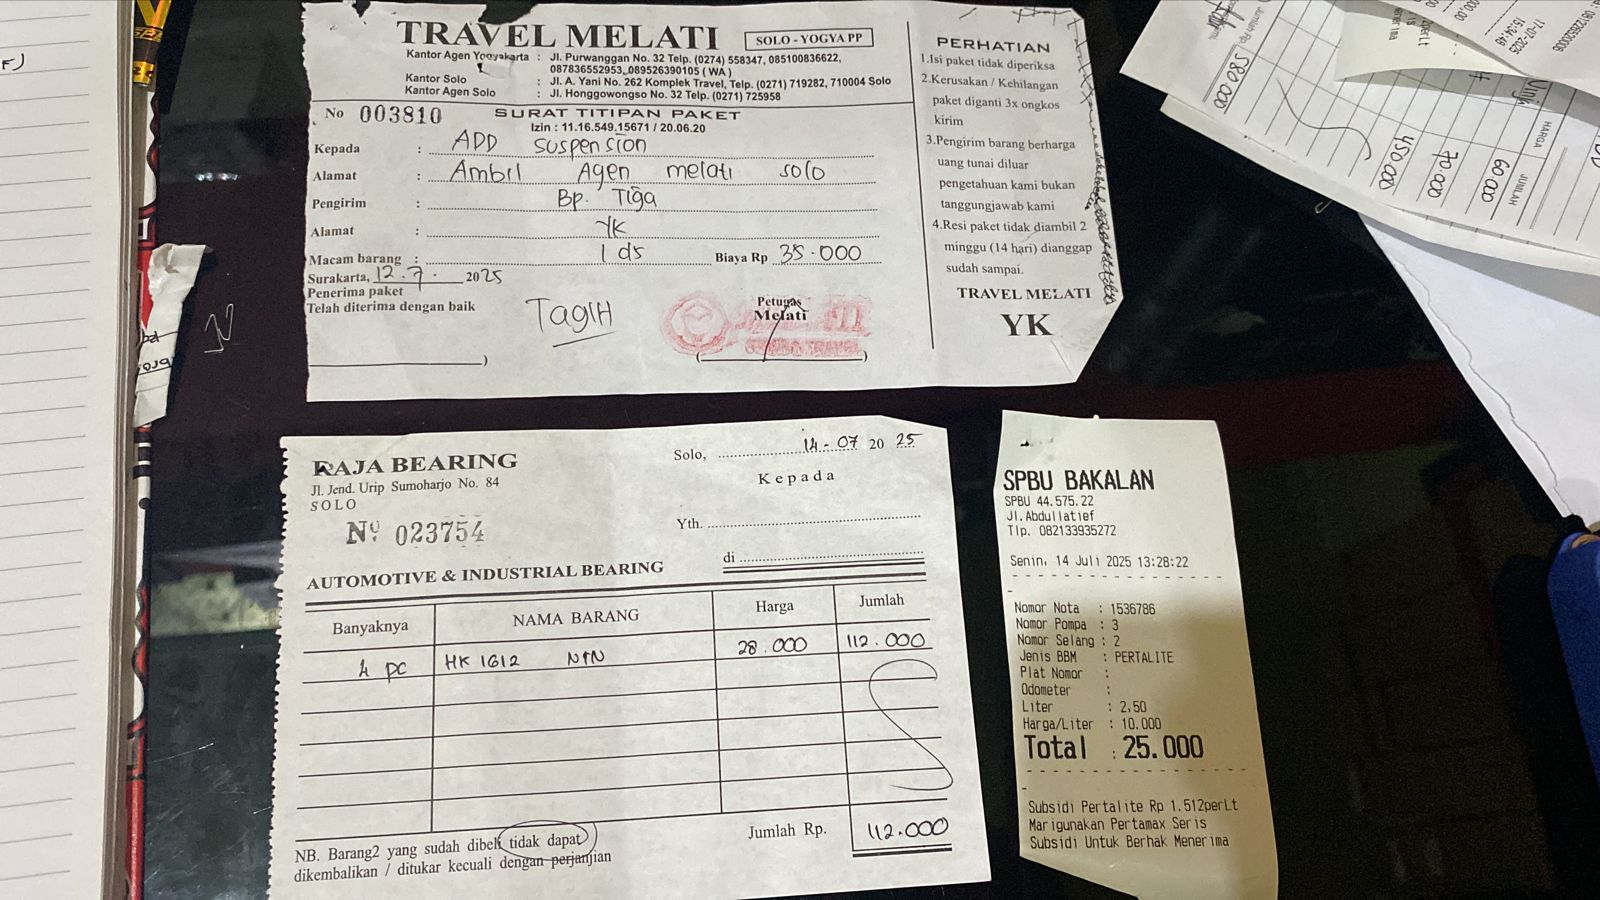 TRAVEL MELATI
SOLO - YOGYA PP
Kantor Agen Yogyakarta : Jl. Purwanggan No. 32 Telp. (0274) 558347, 085100836622,
087836552953, 089526390105 ( WA )
Kantor Solo : Jl. A. Yani No. 262 Komplek Travel, Telp. (0271) 719282, 710004 Solo
Kantor Agen Solo : Jl. Honggowongso No. 32 Telp. (0271) 725958
No 003810 SURAT TITIPAN PAKET
Izin : 11.16.549.15671 / 20.06.20
Kepada : ADD Suspension
Alamat : Ambil Agen melati solo
Pengirim : Bp. Tiga
Alamat : YK
Macam barang : 1 ds Biaya Rp 35.000
Surakarta, 12.7. 2025
Penerima paket
Telah diterima dengan baik
TagiH
Petugas
Melati
PERHATIAN
1.Isi paket tidak diperiksa
2.Kerusakan / Kehilangan
paket diganti 3x ongkos
kirim
3.Pengirim barang berharga
uang tunai diluar
pengetahuan kami bukan
tanggungjawab kami
4.Resi paket tidak diambil 2
minggu (14 hari) dianggap
sudah sampai.
TRAVEL MELATI
YK
RAJA BEARING
Jl. Jend. Urip Sumoharjo No. 84
SOLO
Nº 023754
Solo, 14-07 20 25
Kepada
Yth.
di
AUTOMOTIVE & INDUSTRIAL BEARING
Banyaknya NAMA BARANG Harga Jumlah
4 pc HK 1612 NTN 28.000 112.000
Jumlah Rp. 112.000
NB. Barang2 yang sudah dibeli tidak dapat
dikembalikan / ditukar kecuali dengan perjanjian
SPBU BAKALAN
SPBU 44.575.22
Jl.Abdullatief
Tlp. 082133935272
Senin, 14 Juli 2025 13:28:22
Nomor Nota : 1536786
Nomor Pompa : 3
Nomor Selang : 2
Jenis BBM : PERTALITE
Plat Nomor :
Odometer :
Liter : 2,50
Harga/Liter : 10.000
Total : 25.000
Subsidi Pertalite Rp 1.512perLt
Marigunakan Pertamax Seris
Subsidi Untuk Berhak Menerima
HARGA
JUMLAH
60.000
70.000
450.000
Jumlah Rp.
580.000
17-07-2025
15:34:48